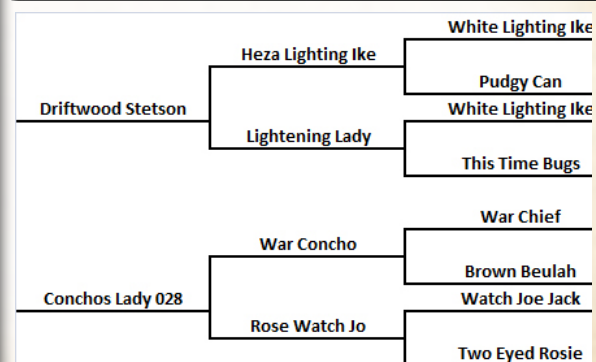 White Lighting Ike
Heza Lighting Ike
Pudgy Can
Driftwood Stetson
White Lighting Ike
Lightening Lady
This Time Bugs
War Chief
War Concho
Brown Beulah
Conchos Lady 028
Watch Joe Jack
Rose Watch Jo
Two Eyed Rosie